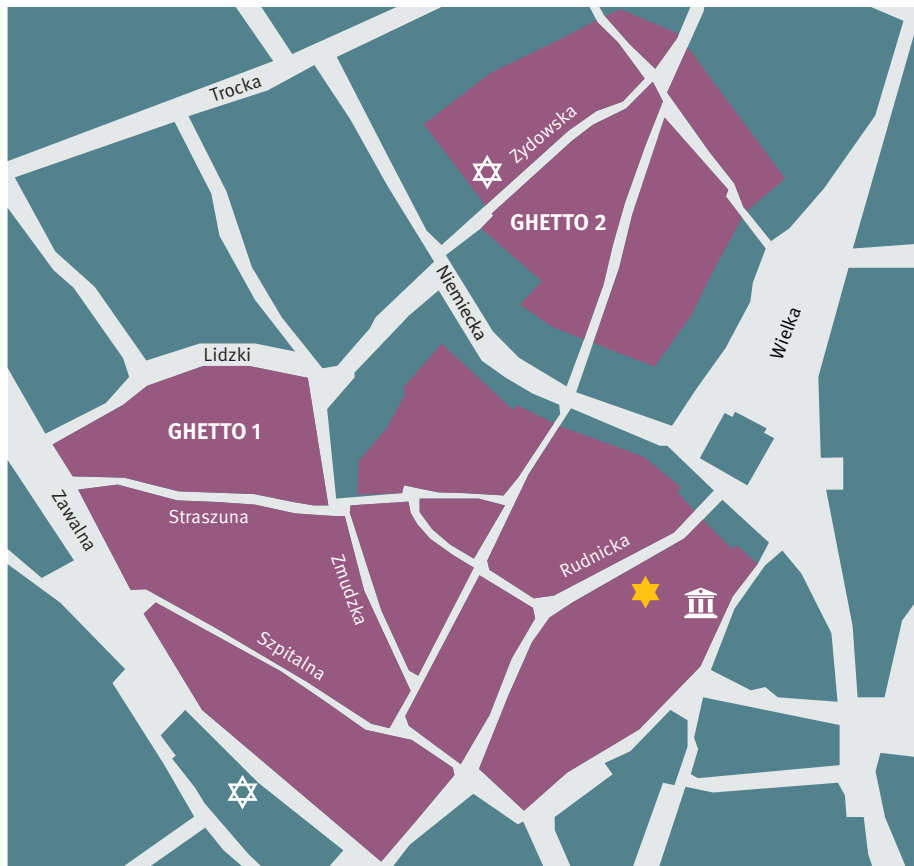 Trocka
Zydowska
GHETTO 2
Niemiecka
Wielka
Lidzki
GHETTO 1
Zawalna
Straszuna
Rudnicka
Zmudzka
Szpitalna